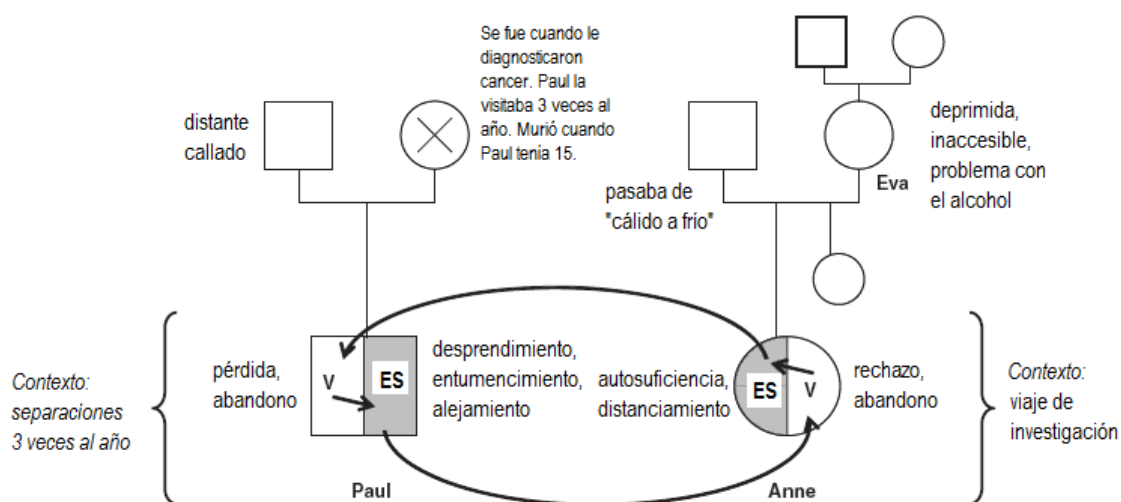 Se fue cuando le
diagnosticaron
cancer. Paul la
visitaba 3 veces al
año. Murió cuando
Paul tenía 15.
distante
callado
deprimida,
inaccesible,
problema con
el alcohol
Eva
pasaba de
"cálido a frío"
Contexto:
separaciones
3 veces al año
pérdida,
abandono
V
ES
desprendimiento,
entumencimiento,
alejamiento
autosuficiencia,
distanciamiento
ES
V
rechazo,
abandono
Contexto:
viaje de
investigación
Paul
Anne